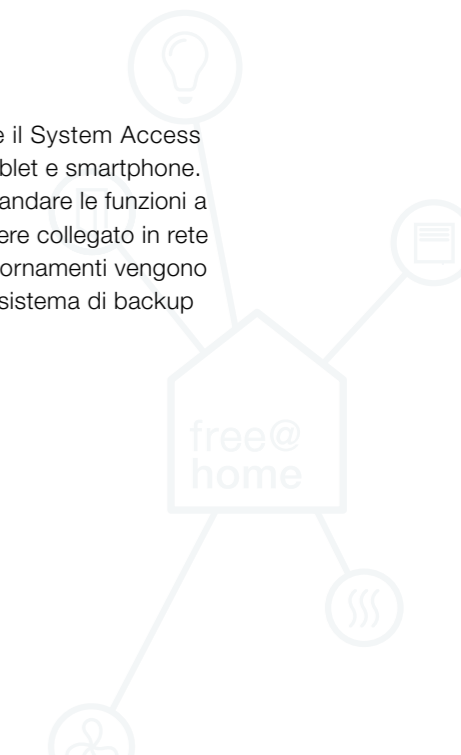 e il System Access
blet e smartphone.
andare le funzioni a
ere collegato in rete
ornamenti vengono
sistema di backup
free@
home